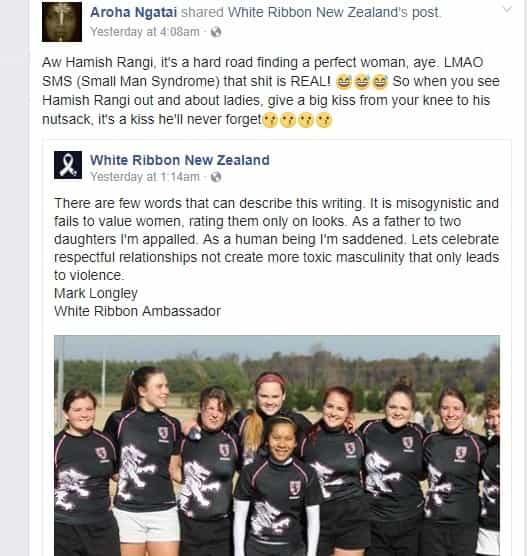 Aroha Ngatai shared White Ribbon New Zealand's post.
Yesterday at 4:08am ·
Aw Hamish Rangi, it's a hard road finding a perfect woman, aye. LMAO
SMS (Small Man Syndrome) that shit is REAL! 😂😂😂 So when you see
Hamish Rangi out and about ladies, give a big kiss from your knee to his
nutsack, it's a kiss he'll never forget😗😗😗😗
White Ribbon New Zealand
Yesterday at 1:14am ·
There are few words that can describe this writing. It is misogynistic and
fails to value women, rating them only on looks. As a father to two
daughters I'm appalled. As a human being I'm saddened. Lets celebrate
respectful relationships not create more toxic masculinity that only leads
to violence.
Mark Longley
White Ribbon Ambassador